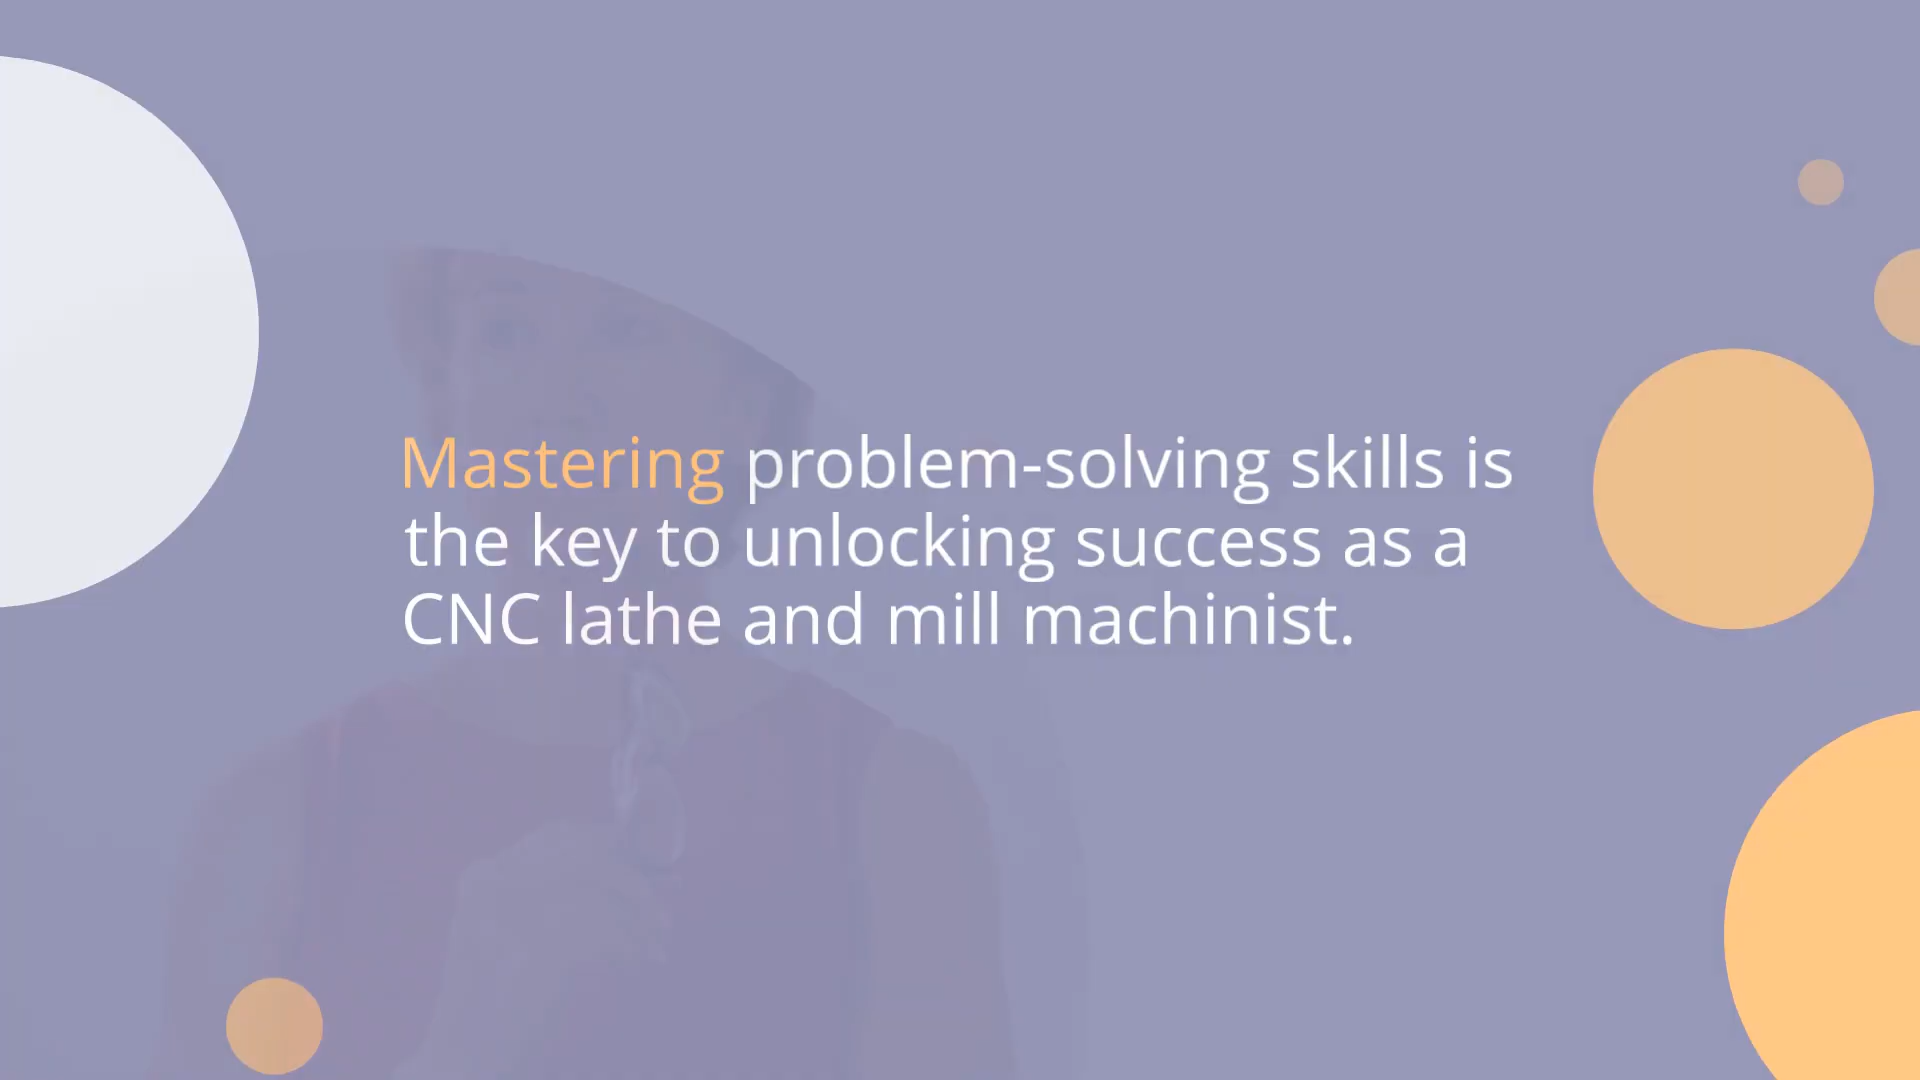 Mastering problem-solving skills is
the key to unlocking success as a
CNC lathe and mill machinist.